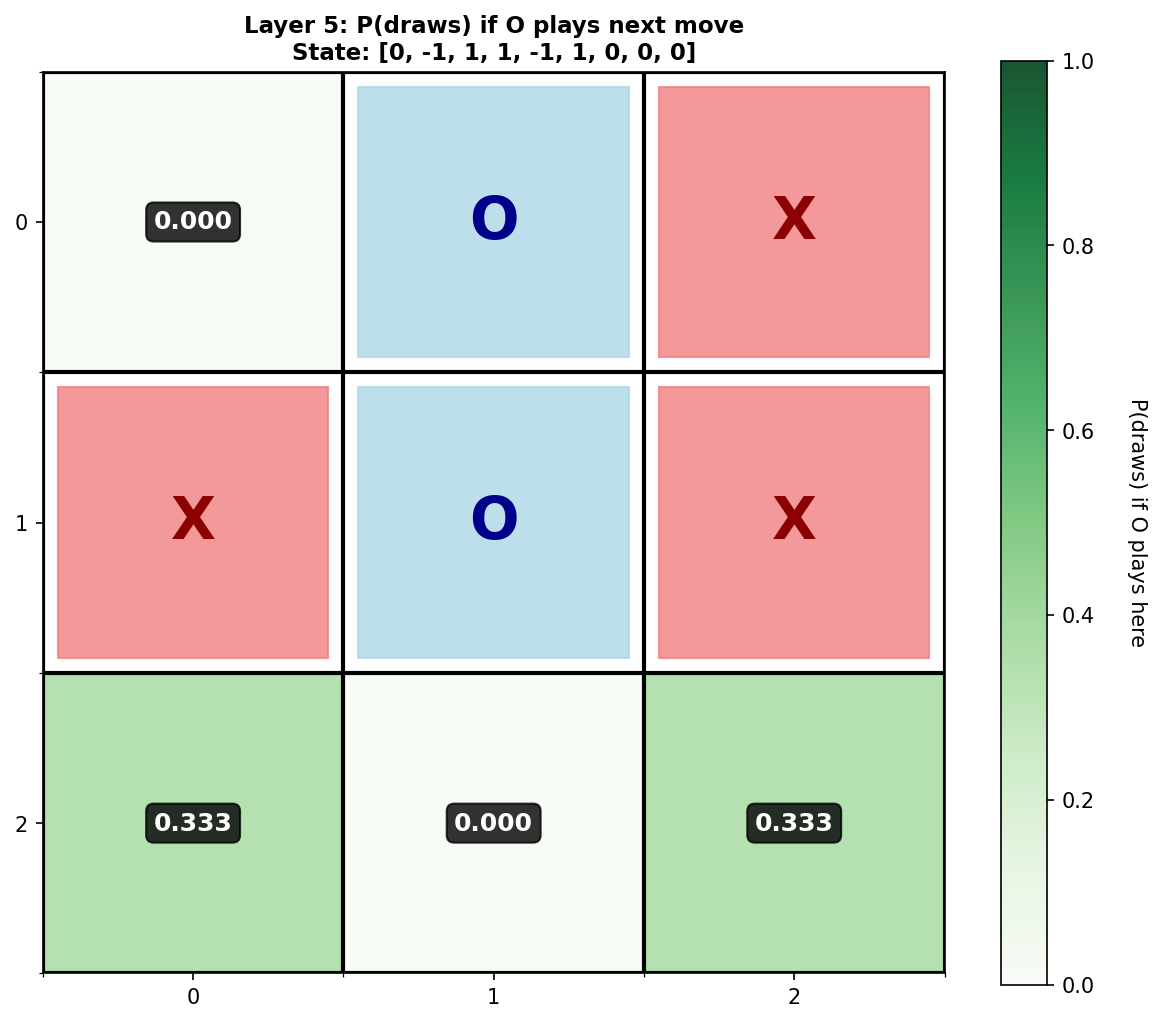 Layer 5: P(draws) if O plays next move
State: [0, -1, 1, 1, -1, 1, 0, 0, 0]
0
0.000
O
X
1
X
O
X
2
0.333
0.000
0.333
0
1
2
1.0
0.8
0.6
0.4
0.2
0.0
P(draws) if O plays here